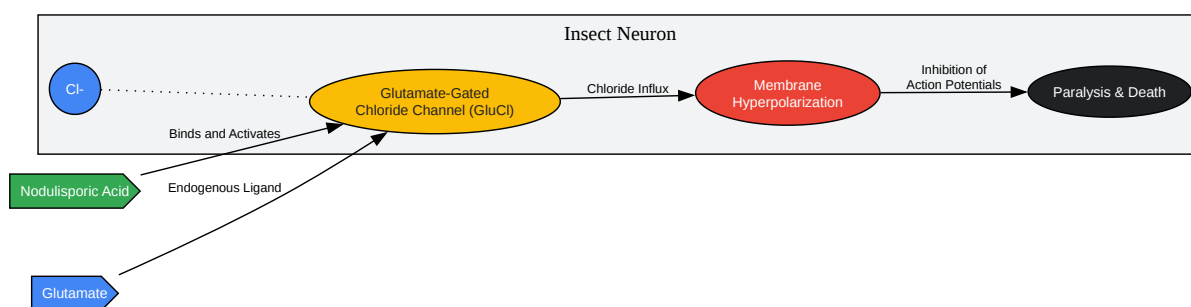 Insect Neuron
Cl-
Glutamate-Gated
Chloride Channel (GluCl)
Chloride Influx
Membrane
Hyperpolarization
Inhibition of
Action Potentials
Paralysis & Death
Binds and Activates
Nodulisporic Acid
Endogenous Ligand
Glutamate